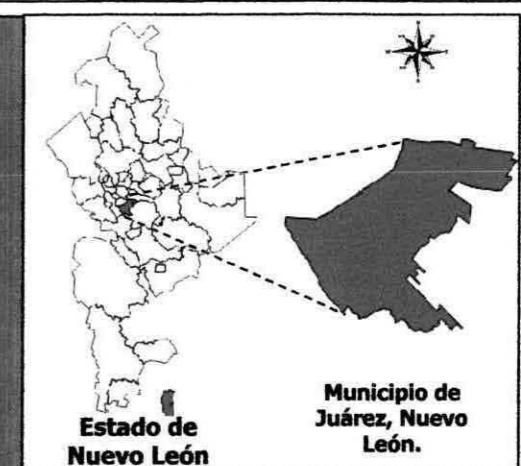 Estado de
Nuevo León
Municipio de
Juárez, Nuevo
León.